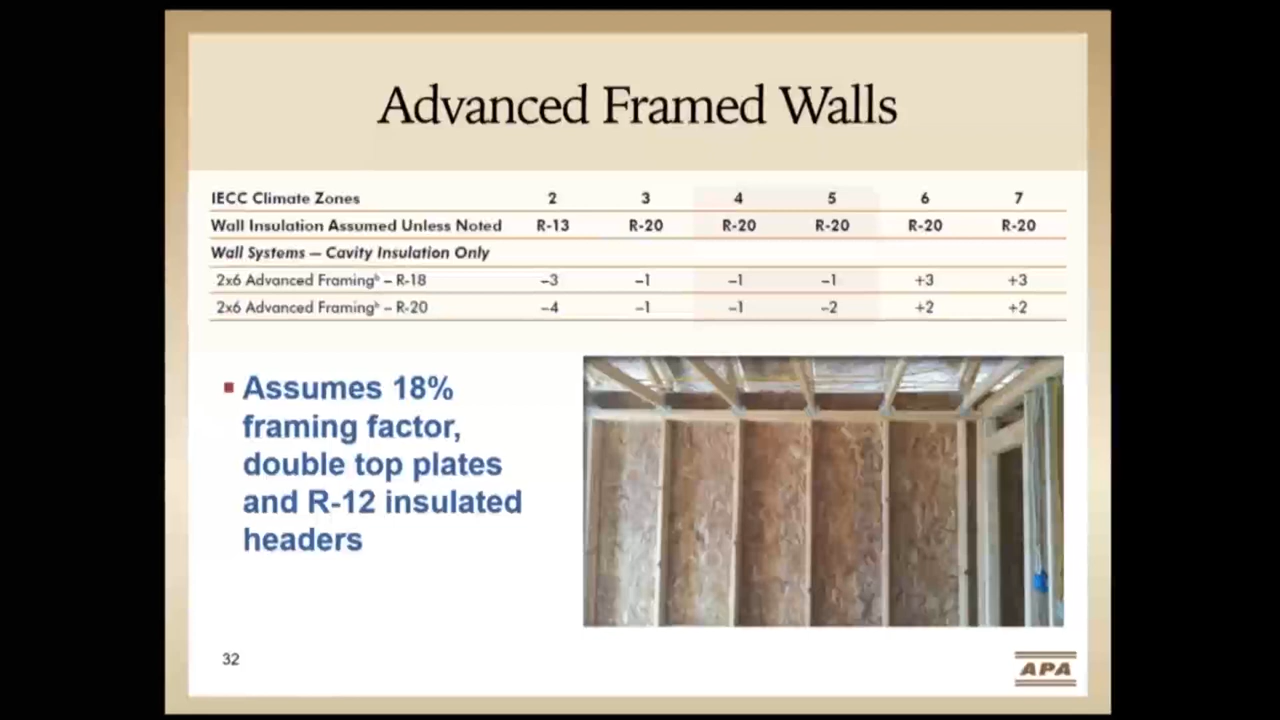 Advanced Framed Walls
IECC Climate Zones 2 3 4 5 6 7
Wall Insulation Assumed Unless Noted R-13 R-20 R-20 R-20 R-20 R-20
Wall Systems — Cavity Insulation Only
2x6 Advanced Framingᵇ – R-18 –3 –1 –1 –1 +3 +3
2x6 Advanced Framingᵇ – R-20 –4 –1 –1 –2 +2 +2
Assumes 18%
framing factor,
double top plates
and R-12 insulated
headers
32
APA